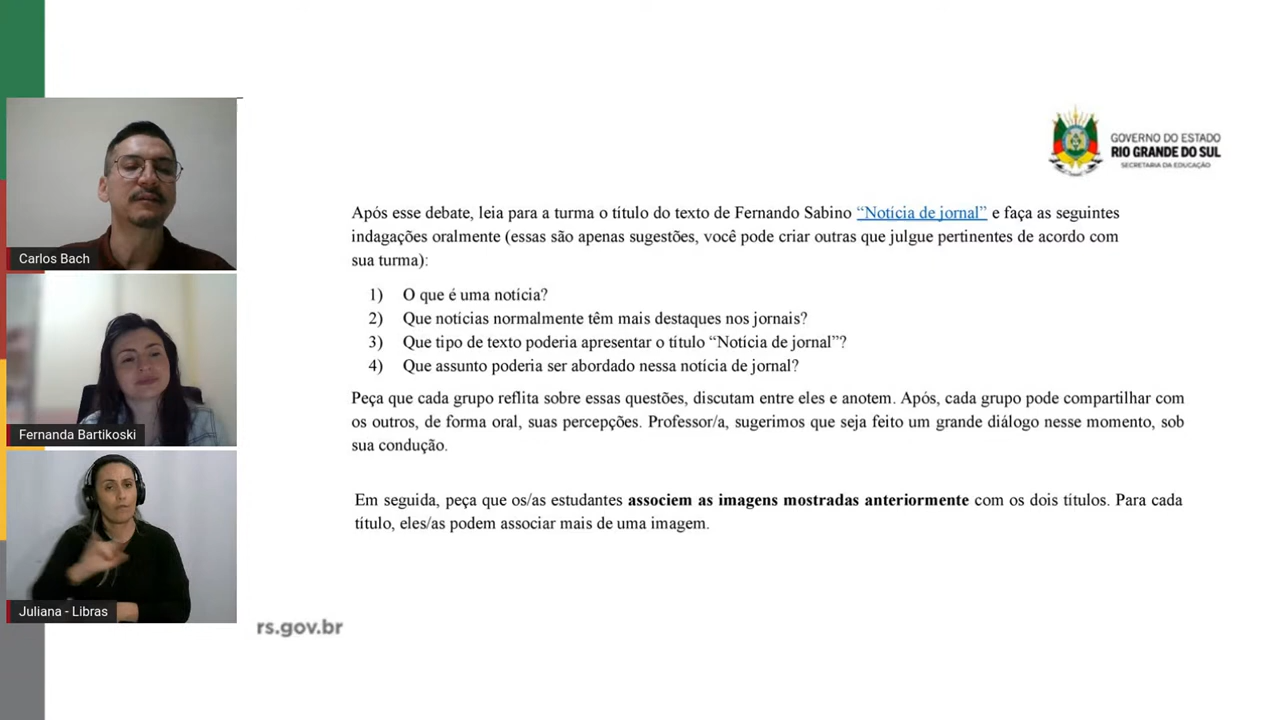 GOVERNO DO ESTADO
RIO GRANDE DO SUL
SECRETARIA DA EDUCAÇÃO
Após esse debate, leia para a turma o título do texto de Fernando Sabino “Notícia de jornal” e faça as seguintes
indagações oralmente (essas são apenas sugestões, você pode criar outras que julgue pertinentes de acordo com
sua turma):
1) O que é uma notícia?
2) Que notícias normalmente têm mais destaques nos jornais?
3) Que tipo de texto poderia apresentar o título “Notícia de jornal”?
4) Que assunto poderia ser abordado nessa notícia de jornal?
Peça que cada grupo reflita sobre essas questões, discutam entre eles e anotem. Após, cada grupo pode compartilhar com
os outros, de forma oral, suas percepções. Professor/a, sugerimos que seja feito um grande diálogo nesse momento, sob
sua condução.
Em seguida, peça que os/as estudantes associem as imagens mostradas anteriormente com os dois títulos. Para cada
título, eles/as podem associar mais de uma imagem.
Carlos Bach
Fernanda Bartikoski
Juliana - Libras
rs.gov.br